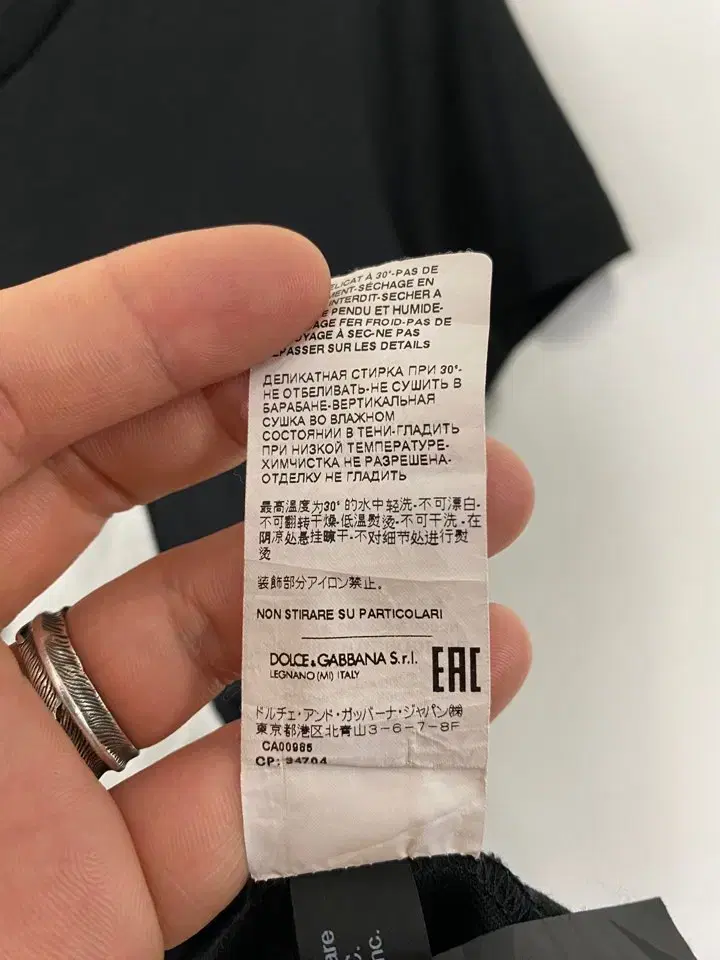 À 30°-PAS DE
SÉCHAGE EN
INTERDIT-SECHER A
PENDU ET HUMIDE-
FER FROID-PAS DE
À SEC-NE PAS
SUR LES DETAILS
ДЕЛИКАТНАЯ СТИРКА ПРИ 30°-
НЕ ОТБЕЛИВАТЬ-НЕ СУШИТЬ В
БАРАБАНЕ-ВЕРТИКАЛЬНАЯ
СУШКА ВО ВЛАЖНОМ
СОСТОЯНИИ В ТЕНИ-ГЛАДИТЬ
ПРИ НИЗКОЙ ТЕМПЕРАТУРЕ-
ХИМЧИСТКА НЕ РАЗРЕШЕНА-
ОТДЕЛКУ НЕ ГЛАДИТЬ
最高温度为30° 的水中轻洗-不可漂白-
不可翻转干燥-低温熨烫-不可干洗-在
阴凉处悬挂晾干-不对细节处进行熨
烫
装飾部分アイロン禁止。
NON STIRARE SU PARTICOLARI
DOLCE & GABBANA S.r.l.
LEGNANO (MI) ITALY
EAC
ドルチェ・アンド・ガッバーナ・ジャパン㈱
東京都港区北青山3-6-7-8F
CA00985
CP: 34704